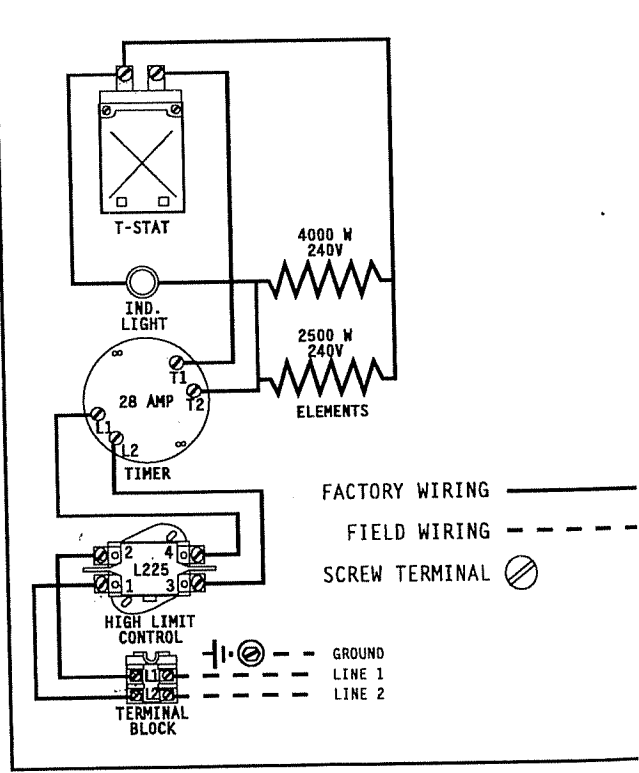 T-STAT
4000 W
240V
IND.
LIGHT
2500 W
240V
T1
28 AMP
T2
ELEMENTS
L1
L2
TIMER
FACTORY WIRING
FIELD WIRING
SCREW TERMINAL
2 4
L225
1 3
HIGH LIMIT
CONTROL
GROUND
L1 LINE 1
L2 LINE 2
TERMINAL
BLOCK